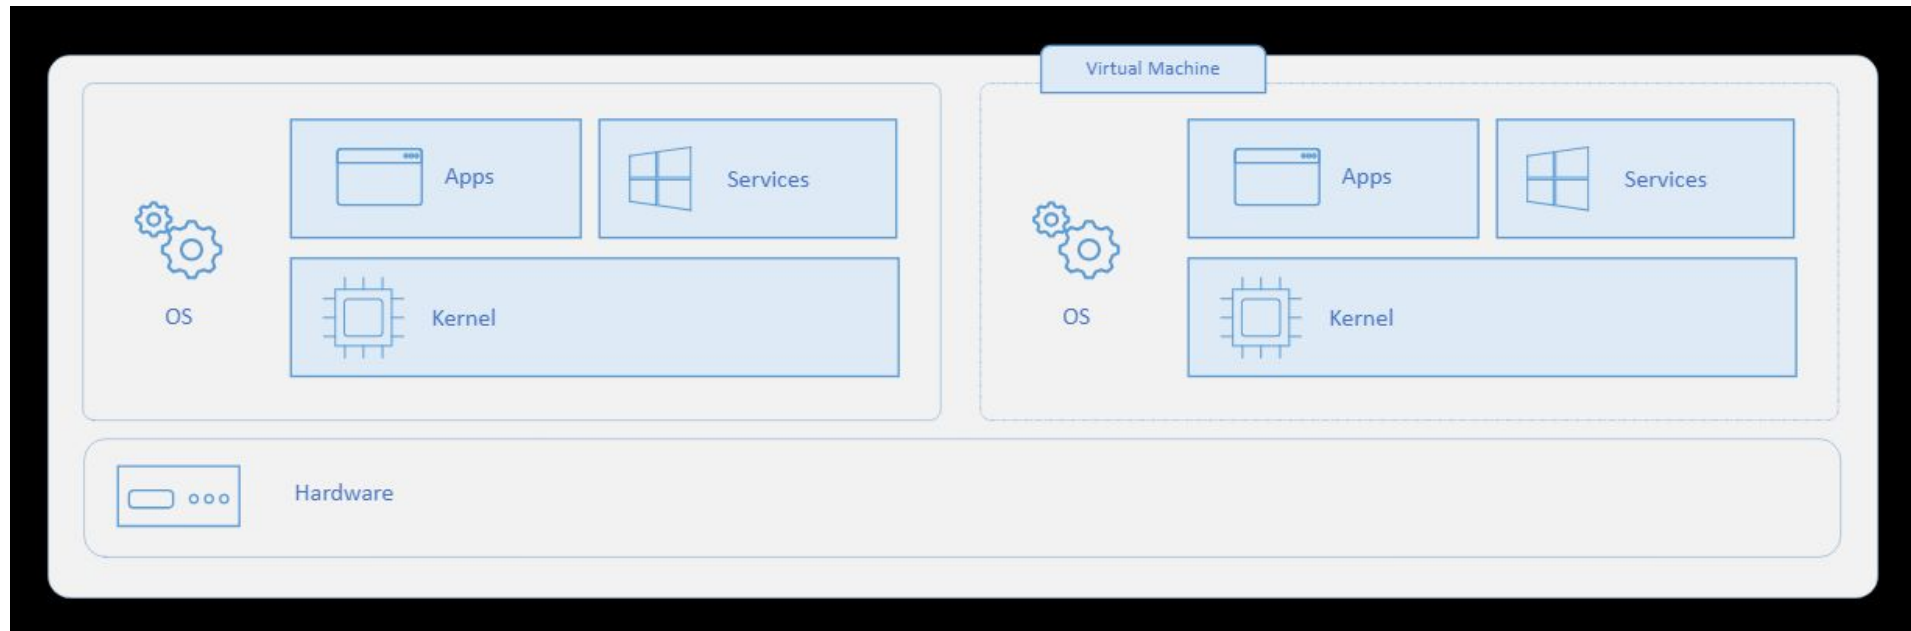 Virtual Machine
Apps
Services
OS
Kernel
Apps
Services
OS
Kernel
Hardware